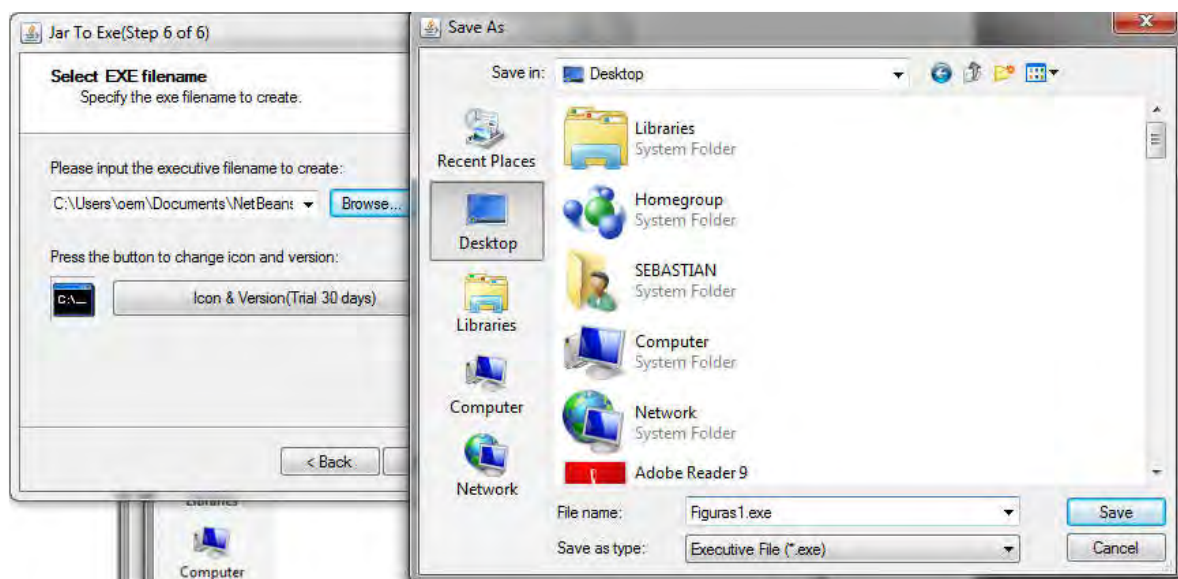 Jar To Exe(Step 6 of 6)
Select EXE filename
Specify the exe filename to create.
Please input the executive filename to create:
C:\Users\oem\Documents\NetBeans
Browse...
Press the button to change icon and version:
C:\_
Icon & Version(Trial 30 days)
< Back
Libraries
Computer
Save As
Save in:
Desktop
Recent Places
Desktop
Libraries
Computer
Network
Libraries
System Folder
Homegroup
System Folder
SEBASTIAN
System Folder
Computer
System Folder
Network
System Folder
Adobe Reader 9
File name:
Figuras1.exe
Save
Save as type:
Executive File (*.exe)
Cancel